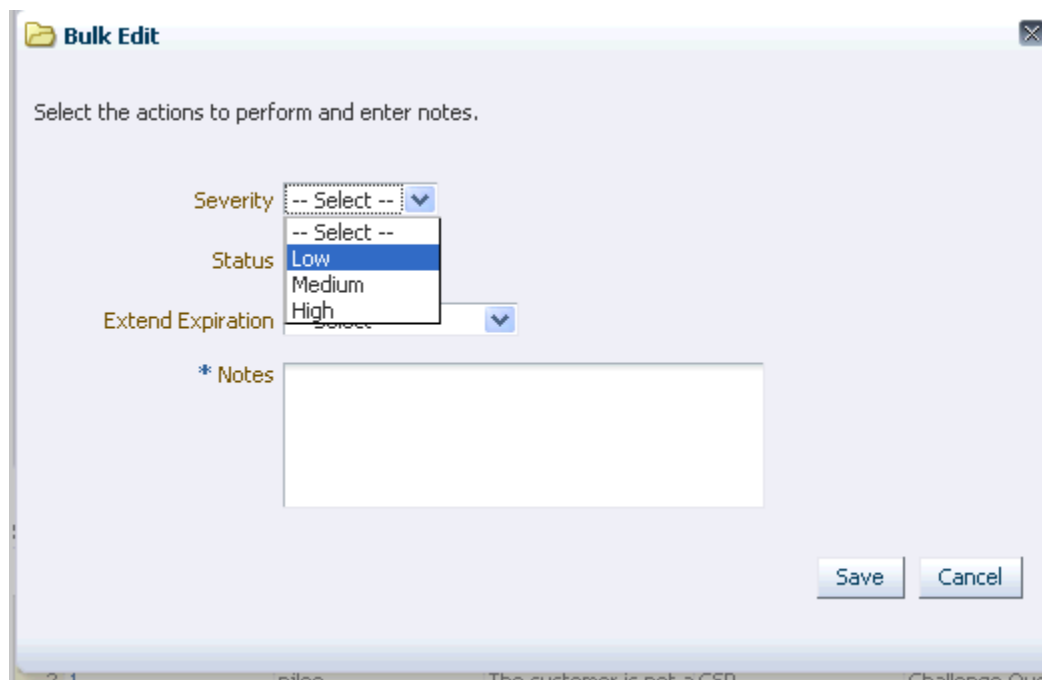 Bulk Edit
Select the actions to perform and enter notes.
Severity -- Select --
-- Select --
Status Low
Medium
High
Extend Expiration
* Notes
Save Cancel
The customer is not a CSR